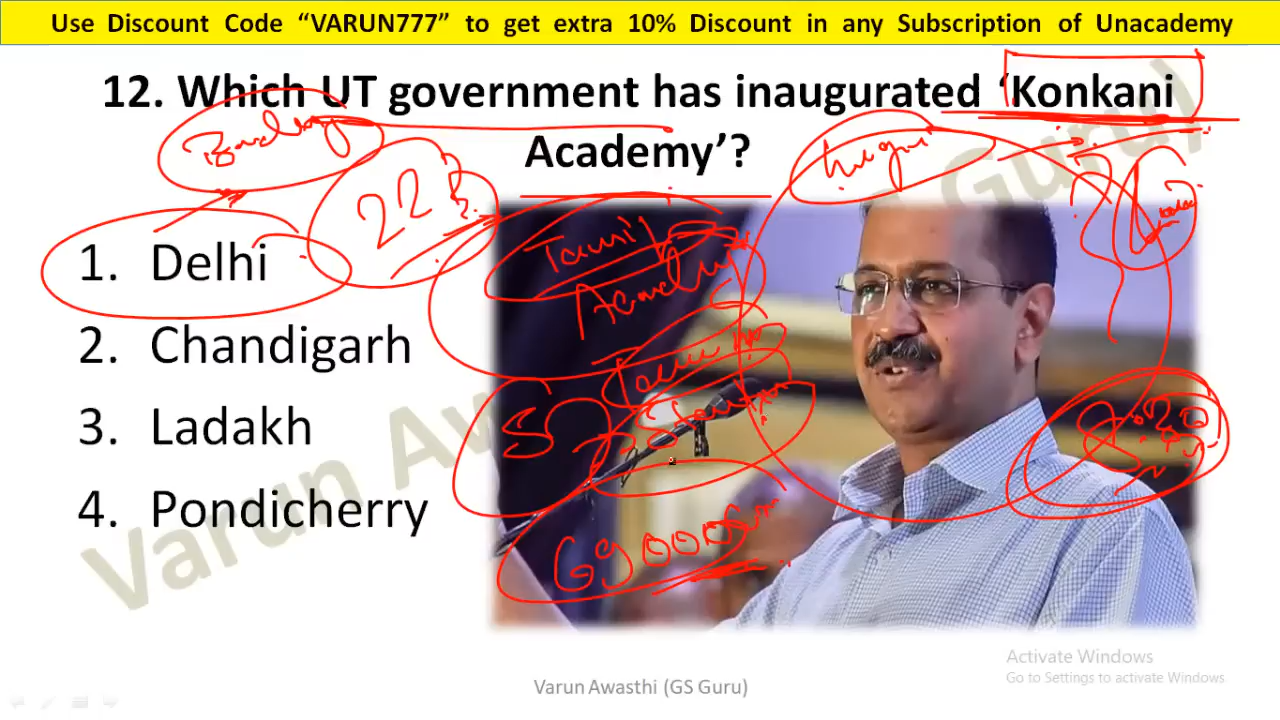 Use Discount Code “VARUN777” to get extra 10% Discount in any Subscription of Unacademy
12. Which UT government has inaugurated ‘Konkani
Academy’?
1. Delhi
2. Chandigarh
3. Ladakh
4. Pondicherry
22
69000
Varun Awasthi (GS Guru)
Activate Windows
Go to Settings to activate Windows.